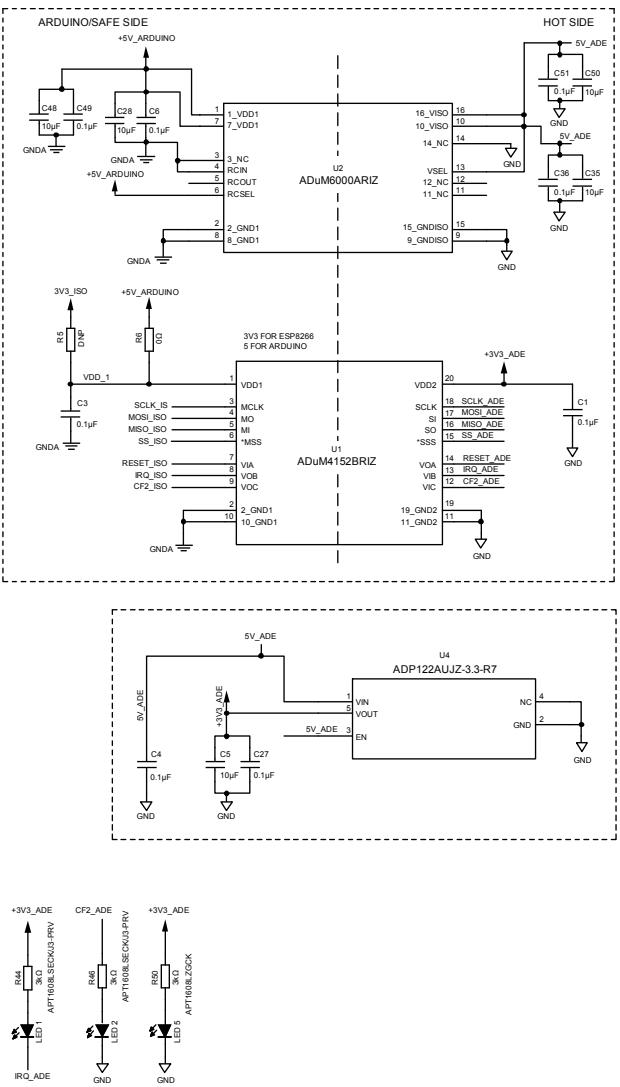 ARDUINO/SAFE SIDE
HOT SIDE
+5V_ARDUINO
5V_ADE
C48
10µF
C49
0.1µF
C28
10µF
C6
0.1µF
GNDA
GNDA
+5V_ARDUINO
1 1_VDD1
7 7_VDD1
3 3_NC
4 RCIN
5 RCOUT
6 RCSEL
2 2_GND1
8 8_GND1
GNDA
U2
ADuM6000ARIZ
16_VISO 16
10_VISO 10
14_NC 14
VSEL 13
12_NC 12
11_NC 11
15_GNDISO 15
9_GNDISO 9
GND
GND
C51
0.1µF
C50
10µF
GND
5V_ADE
C36
0.1µF
C35
10µF
GND
3V3_ISO
+5V_ARDUINO
R5
DNP
R6
0Ω
VDD_1
C3
0.1µF
GNDA
3V3 FOR ESP8266
5 FOR ARDUINO
1 VDD1
SCLK_IS 3 MCLK
MOSI_ISO 4 MO
MISO_ISO 5 MI
SS_ISO 6 *MSS
RESET_ISO 7 VIA
IRQ_ISO 8 VOB
CF2_ISO 9 VOC
2 2_GND1
10 10_GND1
GNDA
U1
ADuM4152BRIZ
+3V3_ADE
VDD2 20
SCLK 18 SCLK_ADE
SI 17 MOSI_ADE
SO 16 MISO_ADE
*SSS 15 SS_ADE
VOA 14 RESET_ADE
VIB 13 IRQ_ADE
VIC 12 CF2_ADE
19_GND2 19
11_GND2 11
GND
C1
0.1µF
GND
5V_ADE
5V_ADE
+3V3_ADE
C4
0.1µF
GND
C5
10µF
C27
0.1µF
GND
5V_ADE
U4
ADP122AUJZ-3.3-R7
1 VIN
5 VOUT
3 EN
NC 4
GND 2
GND
+3V3_ADE
R44
3kΩ
APT1608LSECK/J3-PRV
LED 1
IRQ_ADE
CF2_ADE
R46
3kΩ
APT1608LSECK/J3-PRV
LED 2
GND
+3V3_ADE
R50
3kΩ
APT1608LZGCK
LED 5
GND